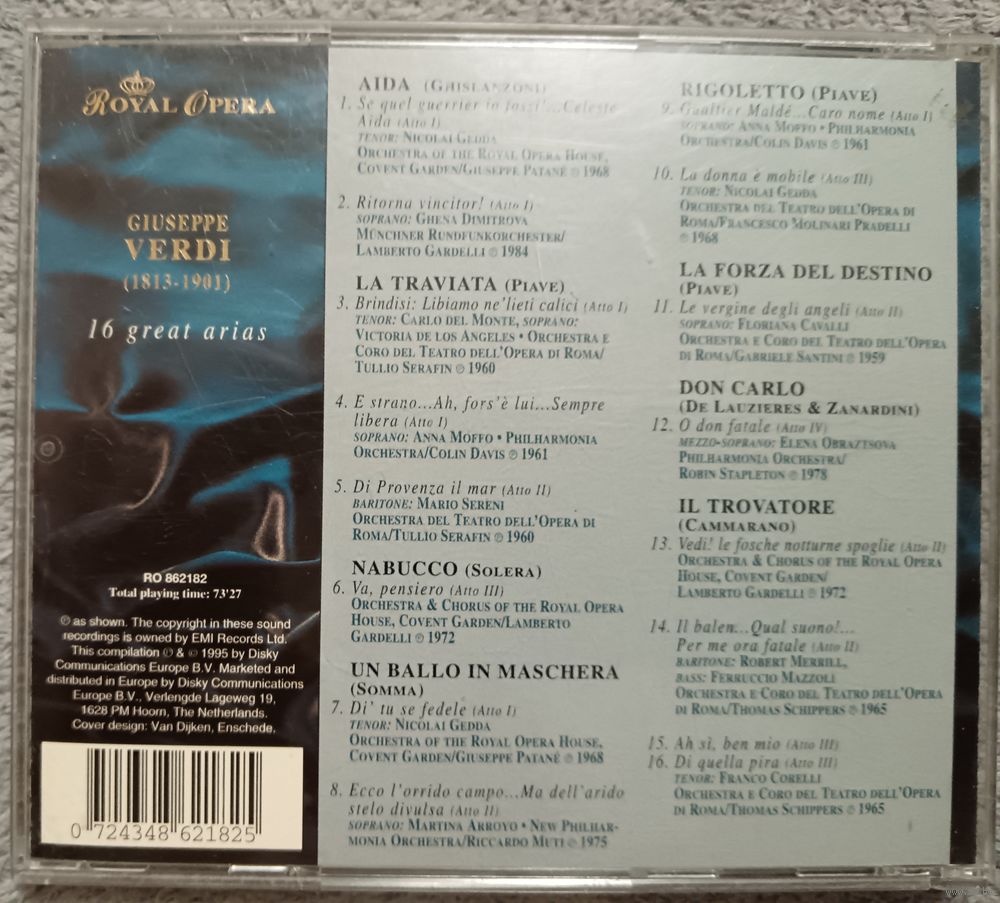 ROYAL OPERA
GIUSEPPE
VERDI
(1813-1901)
16 great arias
RO 862182
Total playing time: 73'27
℗ as shown. The copyright in these sound
recordings is owned by EMI Records Ltd.
This compilation ℗ & © 1995 by Disky
Communications Europe B.V. Marketed and
distributed in Europe by Disky Communications
Europe B.V., Verlengde Lageweg 19,
1628 PM Hoorn, The Netherlands.
Cover design: Van Dijken, Enschede.
0 724348 621825
AIDA (GHISLANZONI)
1. Se quel guerrier io fossi!...Celeste
Aida (Atto I)
TENOR: NICOLAI GEDDA
ORCHESTRA OF THE ROYAL OPERA HOUSE,
COVENT GARDEN/GIUSEPPE PATANÉ ℗ 1968
2. Ritorna vincitor! (Atto I)
SOPRANO: GHENA DIMITROVA
MÜNCHNER RUNDFUNKORCHESTER/
LAMBERTO GARDELLI ℗ 1984
LA TRAVIATA (PIAVE)
3. Brindisi: Libiamo ne'lieti calici (Atto I)
TENOR: CARLO DEL MONTE, SOPRANO:
VICTORIA DE LOS ANGELES • ORCHESTRA E
CORO DEL TEATRO DELL'OPERA DI ROMA/
TULLIO SERAFIN ℗ 1960
4. E strano...Ah, fors'è lui...Sempre
libera (Atto I)
SOPRANO: ANNA MOFFO • PHILHARMONIA
ORCHESTRA/COLIN DAVIS ℗ 1961
5. Di Provenza il mar (Atto II)
BARITONE: MARIO SERENI
ORCHESTRA DEL TEATRO DELL'OPERA DI
ROMA/TULLIO SERAFIN ℗ 1960
NABUCCO (SOLERA)
6. Va, pensiero (Atto III)
ORCHESTRA & CHORUS OF THE ROYAL OPERA
HOUSE, COVENT GARDEN/LAMBERTO
GARDELLI ℗ 1972
UN BALLO IN MASCHERA
(SOMMA)
7. Di' tu se fedele (Atto I)
TENOR: NICOLAI GEDDA
ORCHESTRA OF THE ROYAL OPERA HOUSE,
COVENT GARDEN/GIUSEPPE PATANÉ ℗ 1968
8. Ecco l'orrido campo...Ma dell'arido
stelo divulsa (Atto II)
SOPRANO: MARTINA ARROYO • NEW PHILHAR-
MONIA ORCHESTRA/RICCARDO MUTI ℗ 1975
RIGOLETTO (PIAVE)
9. Gualtier Maldé...Caro nome (Atto I)
SOPRANO: ANNA MOFFO • PHILHARMONIA
ORCHESTRA/COLIN DAVIS ℗ 1961
10. La donna è mobile (Atto III)
TENOR: NICOLAI GEDDA
ORCHESTRA DEL TEATRO DELL'OPERA DI
ROMA/FRANCESCO MOLINARI PRADELLI
℗ 1968
LA FORZA DEL DESTINO
(PIAVE)
11. Le vergine degli angeli (Atto II)
SOPRANO: FLORIANA CAVALLI
ORCHESTRA E CORO DEL TEATRO DELL'OPERA
DI ROMA/GABRIELE SANTINI ℗ 1959
DON CARLO
(DE LAUZIERES & ZANARDINI)
12. O don fatale (Atto IV)
MEZZO-SOPRANO: ELENA OBRAZTSOVA
PHILHARMONIA ORCHESTRA/
ROBIN STAPLETON ℗ 1978
IL TROVATORE
(CAMMARANO)
13. Vedi! le fosche notturne spoglie (Atto II)
ORCHESTRA & CHORUS OF THE ROYAL OPERA
HOUSE, COVENT GARDEN/
LAMBERTO GARDELLI ℗ 1972
14. Il balen...Qual suono!...
Per me ora fatale (Atto II)
BARITONE: ROBERT MERRILL,
BASS: FERRUCCIO MAZZOLI
ORCHESTRA E CORO DEL TEATRO DELL'OPERA
DI ROMA/THOMAS SCHIPPERS ℗ 1965
15. Ah sì, ben mio (Atto III)
16. Di quella pira (Atto III)
TENOR: FRANCO CORELLI
ORCHESTRA E CORO DEL TEATRO DELL'OPERA
DI ROMA/THOMAS SCHIPPERS ℗ 1965